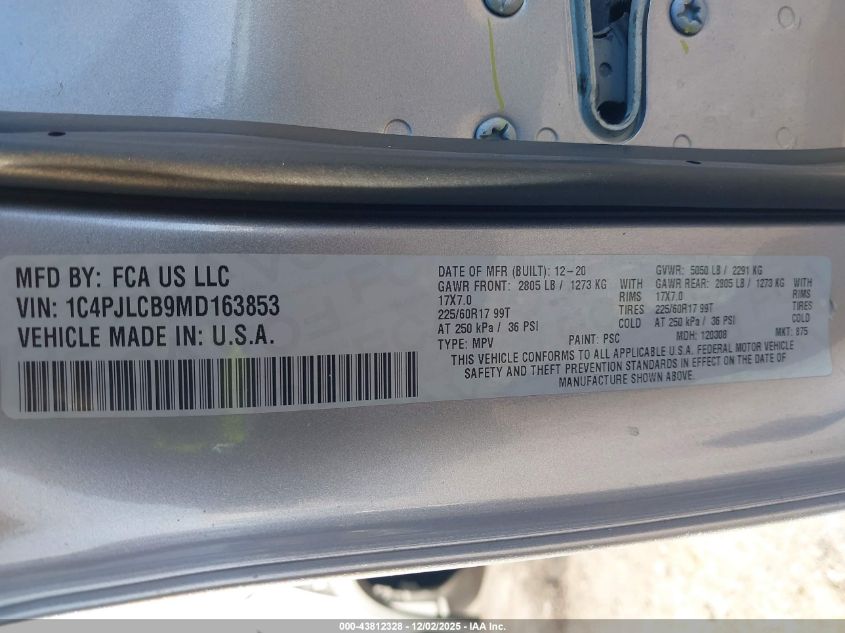 MFD BY: FCA US LLC
VIN: 1C4PJLCB9MD163853
VEHICLE MADE IN: U.S.A.
DATE OF MFR (BUILT): 12-20 GVWR: 5050 LB / 2291 KG
GAWR FRONT: 2805 LB / 1273 KG WITH GAWR REAR: 2805 LB / 1273 KG WITH
17X7.0 RIMS 17X7.0 RIMS
225/60R17 99T TIRES 225/60R17 99T TIRES
AT 250 kPa / 36 PSI COLD AT 250 kPa / 36 PSI COLD
TYPE: MPV PAINT: PSC MDH: 120308 MKT: 875
THIS VEHICLE CONFORMS TO ALL APPLICABLE U.S.A. FEDERAL MOTOR VEHICLE
SAFETY AND THEFT PREVENTION STANDARDS IN EFFECT ON THE DATE OF
MANUFACTURE SHOWN ABOVE.
000-43812328 - 12/02/2025 - IAA Inc.